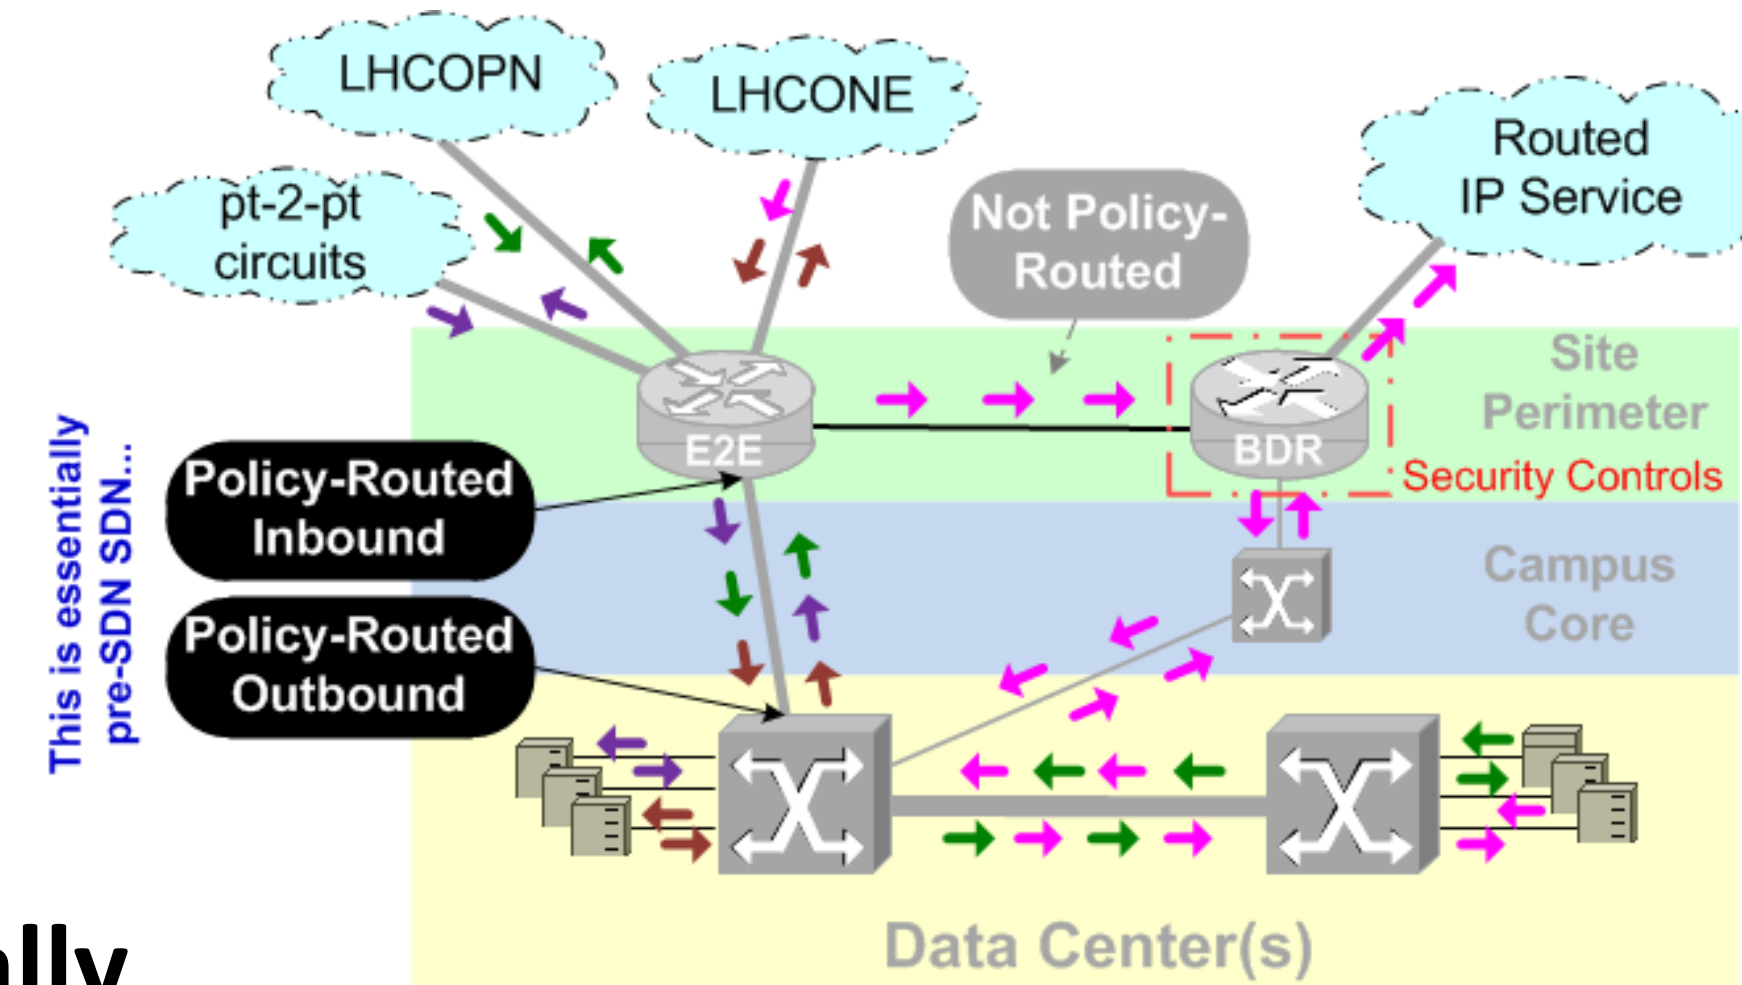 LHCOPN
LHCONE
Routed
IP Service
pt-2-pt
circuits
Not Policy-
Routed
Site
Perimeter
E2E
BDR
Security Controls
This is essentially
pre-SDN SDN...
Policy-Routed
Inbound
Policy-Routed
Outbound
Campus
Core
Data Center(s)
ally